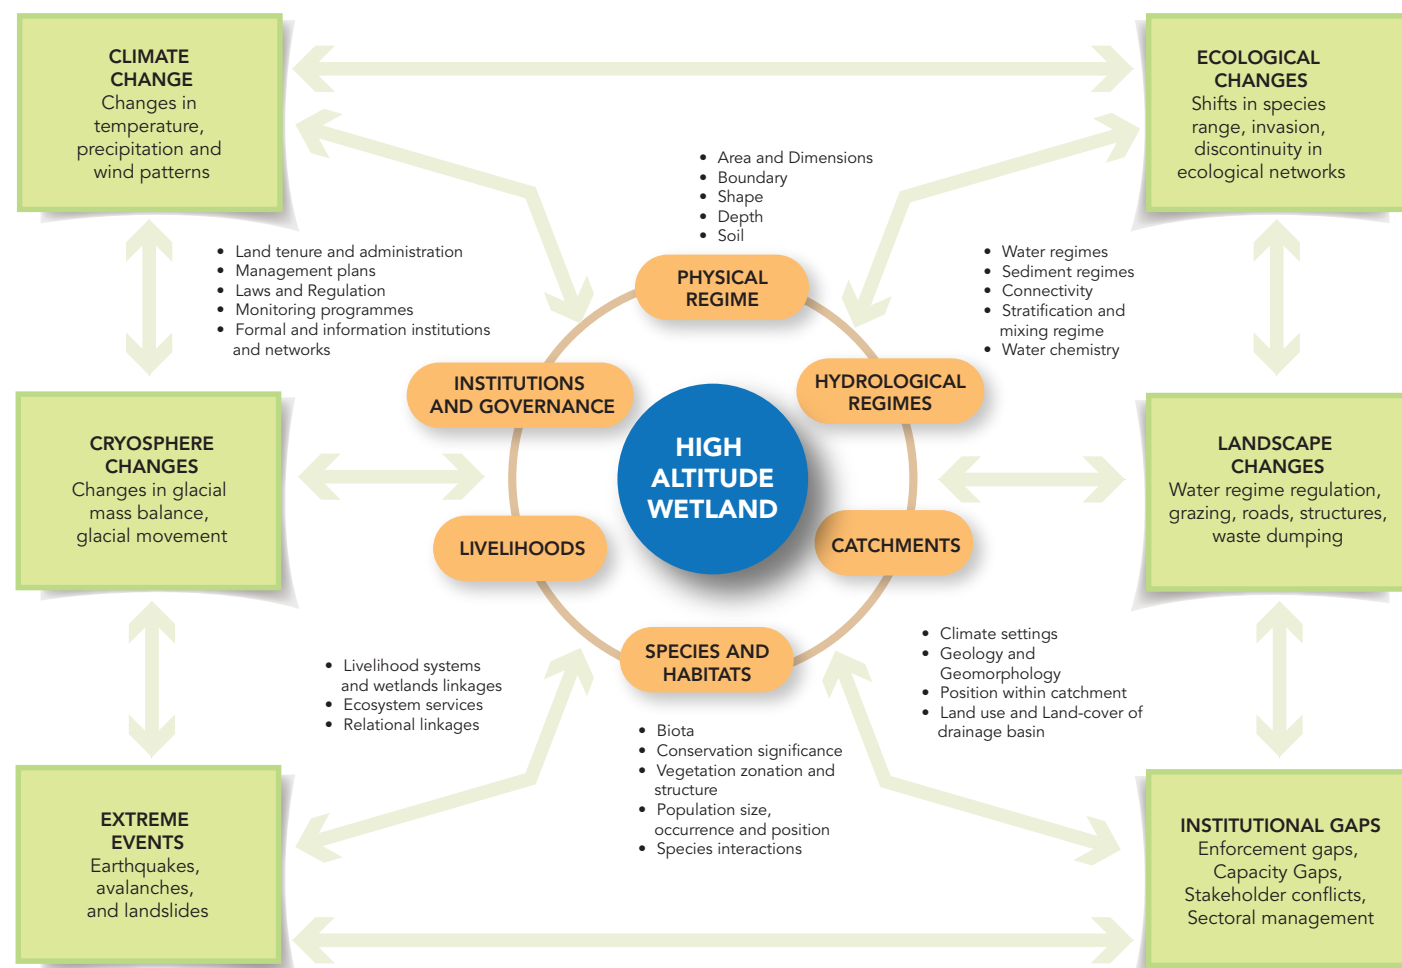 CLIMATE
CHANGE
Changes in
temperature,
precipitation and
wind patterns
ECOLOGICAL
CHANGES
Shifts in species
range, invasion,
discontinuity in
ecological networks
• Area and Dimensions
• Boundary
• Shape
• Depth
• Soil
• Land tenure and administration
• Management plans
• Laws and Regulation
• Monitoring programmes
• Formal and information institutions
and networks
• Water regimes
• Sediment regimes
• Connectivity
• Stratification and
mixing regime
• Water chemistry
PHYSICAL
REGIME
INSTITUTIONS
AND GOVERNANCE
HYDROLOGICAL
REGIMES
HIGH
ALTITUDE
WETLAND
CRYOSPHERE
CHANGES
Changes in glacial
mass balance,
glacial movement
LANDSCAPE
CHANGES
Water regime regulation,
grazing, roads, structures,
waste dumping
LIVELIHOODS
CATCHMENTS
SPECIES AND
HABITATS
• Livelihood systems
and wetlands linkages
• Ecosystem services
• Relational linkages
• Climate settings
• Geology and
Geomorphology
• Position within catchment
• Land use and Land-cover of
drainage basin
• Biota
• Conservation significance
• Vegetation zonation and
structure
• Population size,
occurrence and position
• Species interactions
EXTREME
EVENTS
Earthquakes,
avalanches,
and landslides
INSTITUTIONAL GAPS
Enforcement gaps,
Capacity Gaps,
Stakeholder conflicts,
Sectoral management